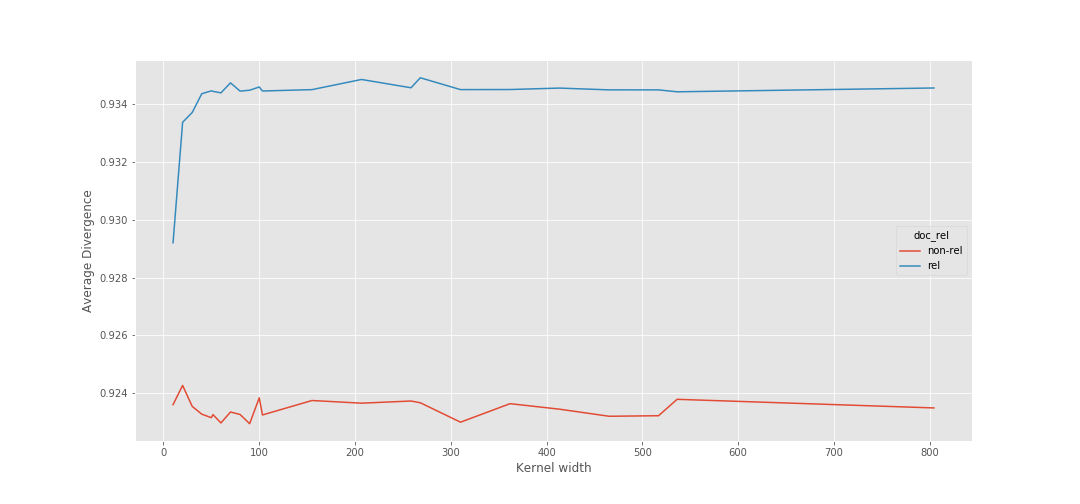 0.934
0.932
0.930
0.928
0.926
0.924
Average Divergence
doc_rel
non-rel
rel
0 100 200 300 400 500 600 700 800
Kernel width